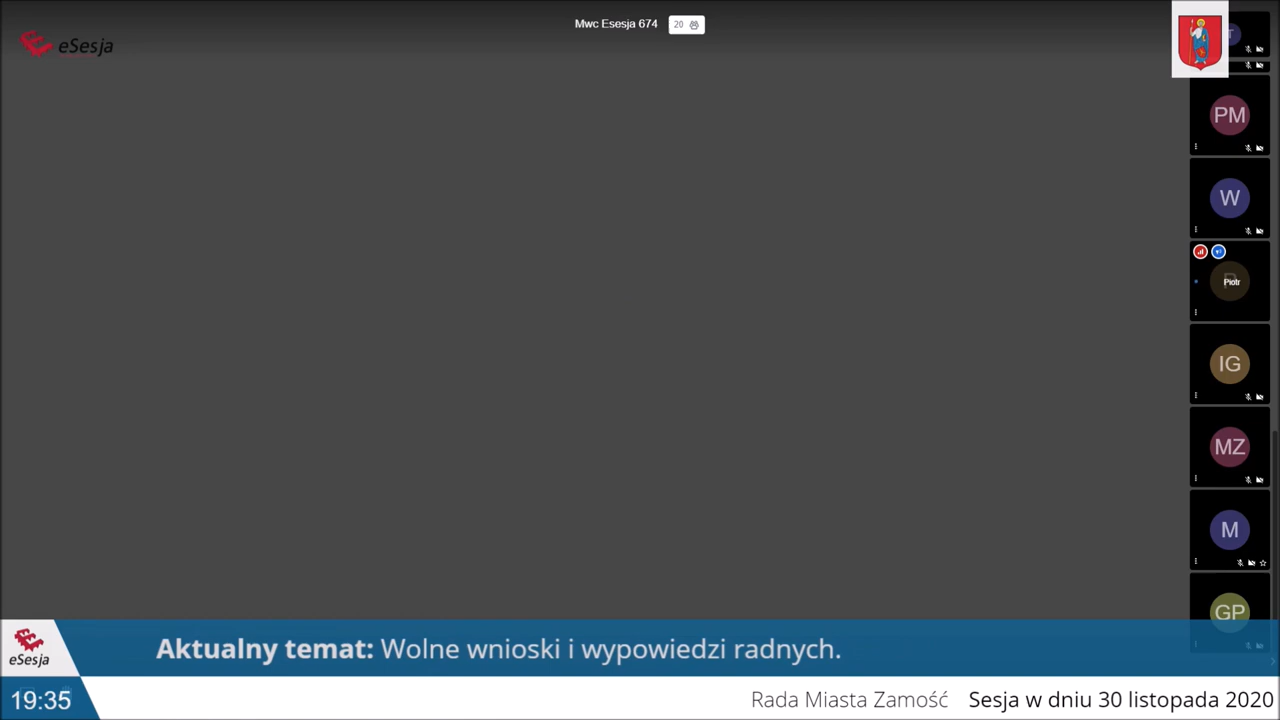 Mwc Esesja 674 20
eSesja
T
PM
W
Piotr
IG
MZ
M
GP
eSesja
Aktualny temat: Wolne wnioski i wypowiedzi radnych.
19:35
Rada Miasta Zamość Sesja w dniu 30 listopada 2020